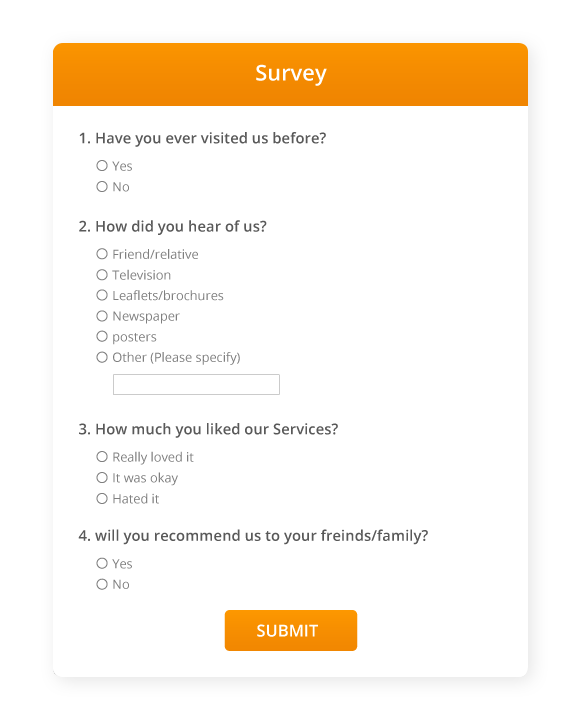 Survey
1. Have you ever visited us before?
Yes
No
2. How did you hear of us?
Friend/relative
Television
Leaflets/brochures
Newspaper
posters
Other (Please specify)
3. How much you liked our Services?
Really loved it
It was okay
Hated it
4. will you recommend us to your freinds/family?
Yes
No
SUBMIT